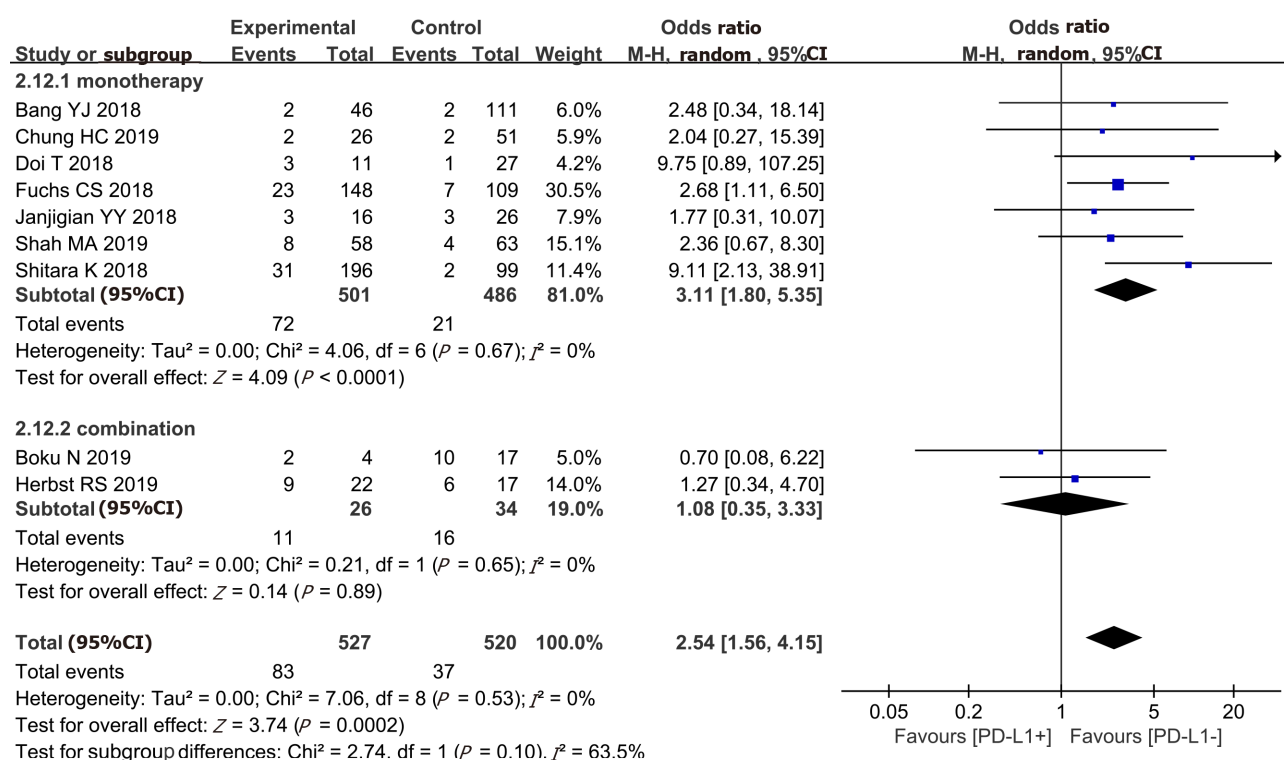 Experimental Control Odds ratio Odds ratio
Study or subgroup Events Total Events Total Weight M-H, random, 95%CI M-H, random, 95%CI
2.12.1 monotherapy
Bang YJ 2018 2 46 2 111 6.0% 2.48 [0.34, 18.14]
Chung HC 2019 2 26 2 51 5.9% 2.04 [0.27, 15.39]
Doi T 2018 3 11 1 27 4.2% 9.75 [0.89, 107.25]
Fuchs CS 2018 23 148 7 109 30.5% 2.68 [1.11, 6.50]
Janjigian YY 2018 3 16 3 26 7.9% 1.77 [0.31, 10.07]
Shah MA 2019 8 58 4 63 15.1% 2.36 [0.67, 8.30]
Shitara K 2018 31 196 2 99 11.4% 9.11 [2.13, 38.91]
Subtotal (95%CI) 501 486 81.0% 3.11 [1.80, 5.35]
Total events 72 21
Heterogeneity: Tau² = 0.00; Chi² = 4.06, df = 6 (P = 0.67); I² = 0%
Test for overall effect: Z = 4.09 (P < 0.0001)
2.12.2 combination
Boku N 2019 2 4 10 17 5.0% 0.70 [0.08, 6.22]
Herbst RS 2019 9 22 6 17 14.0% 1.27 [0.34, 4.70]
Subtotal (95%CI) 26 34 19.0% 1.08 [0.35, 3.33]
Total events 11 16
Heterogeneity: Tau² = 0.00; Chi² = 0.21, df = 1 (P = 0.65); I² = 0%
Test for overall effect: Z = 0.14 (P = 0.89)
Total (95%CI) 527 520 100.0% 2.54 [1.56, 4.15]
Total events 83 37
Heterogeneity: Tau² = 0.00; Chi² = 7.06, df = 8 (P = 0.53); I² = 0%
Test for overall effect: Z = 3.74 (P = 0.0002)
Test for subgroup differences: Chi² = 2.74, df = 1 (P = 0.10), I² = 63.5%
0.05 0.2 1 5 20
Favours [PD-L1+] Favours [PD-L1-]